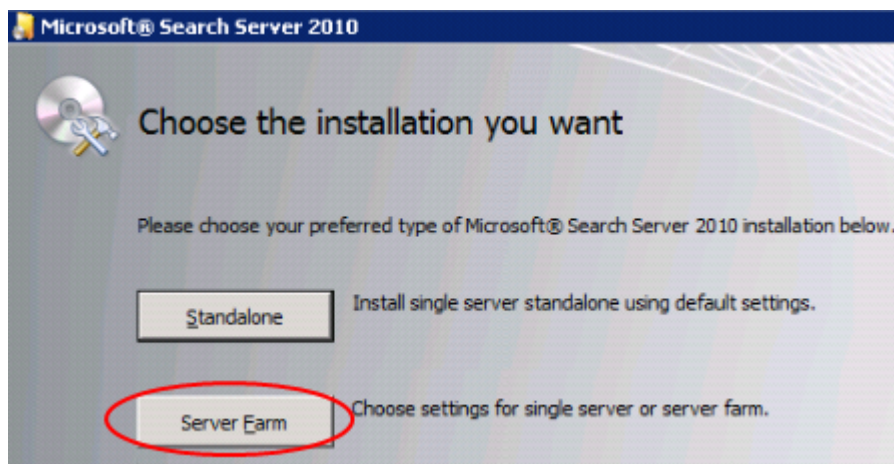 Microsoft® Search Server 2010
Choose the installation you want
Please choose your preferred type of Microsoft® Search Server 2010 installation below.
Standalone
Install single server standalone using default settings.
Server Farm
Choose settings for single server or server farm.